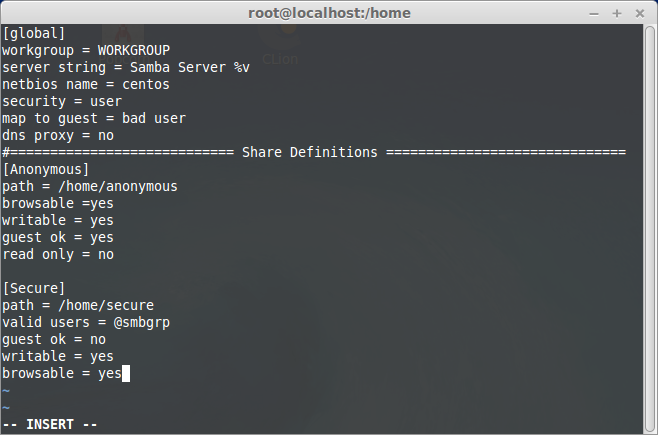 root@localhost:/home
CLion
[global]
workgroup = WORKGROUP
server string = Samba Server %v
netbios name = centos
security = user
map to guest = bad user
dns proxy = no
#============================ Share Definitions ==============================
[Anonymous]
path = /home/anonymous
browsable =yes
writable = yes
guest ok = yes
read only = no

[Secure]
path = /home/secure
valid users = @smbgrp
guest ok = no
writable = yes
browsable = yes
~
~
-- INSERT --